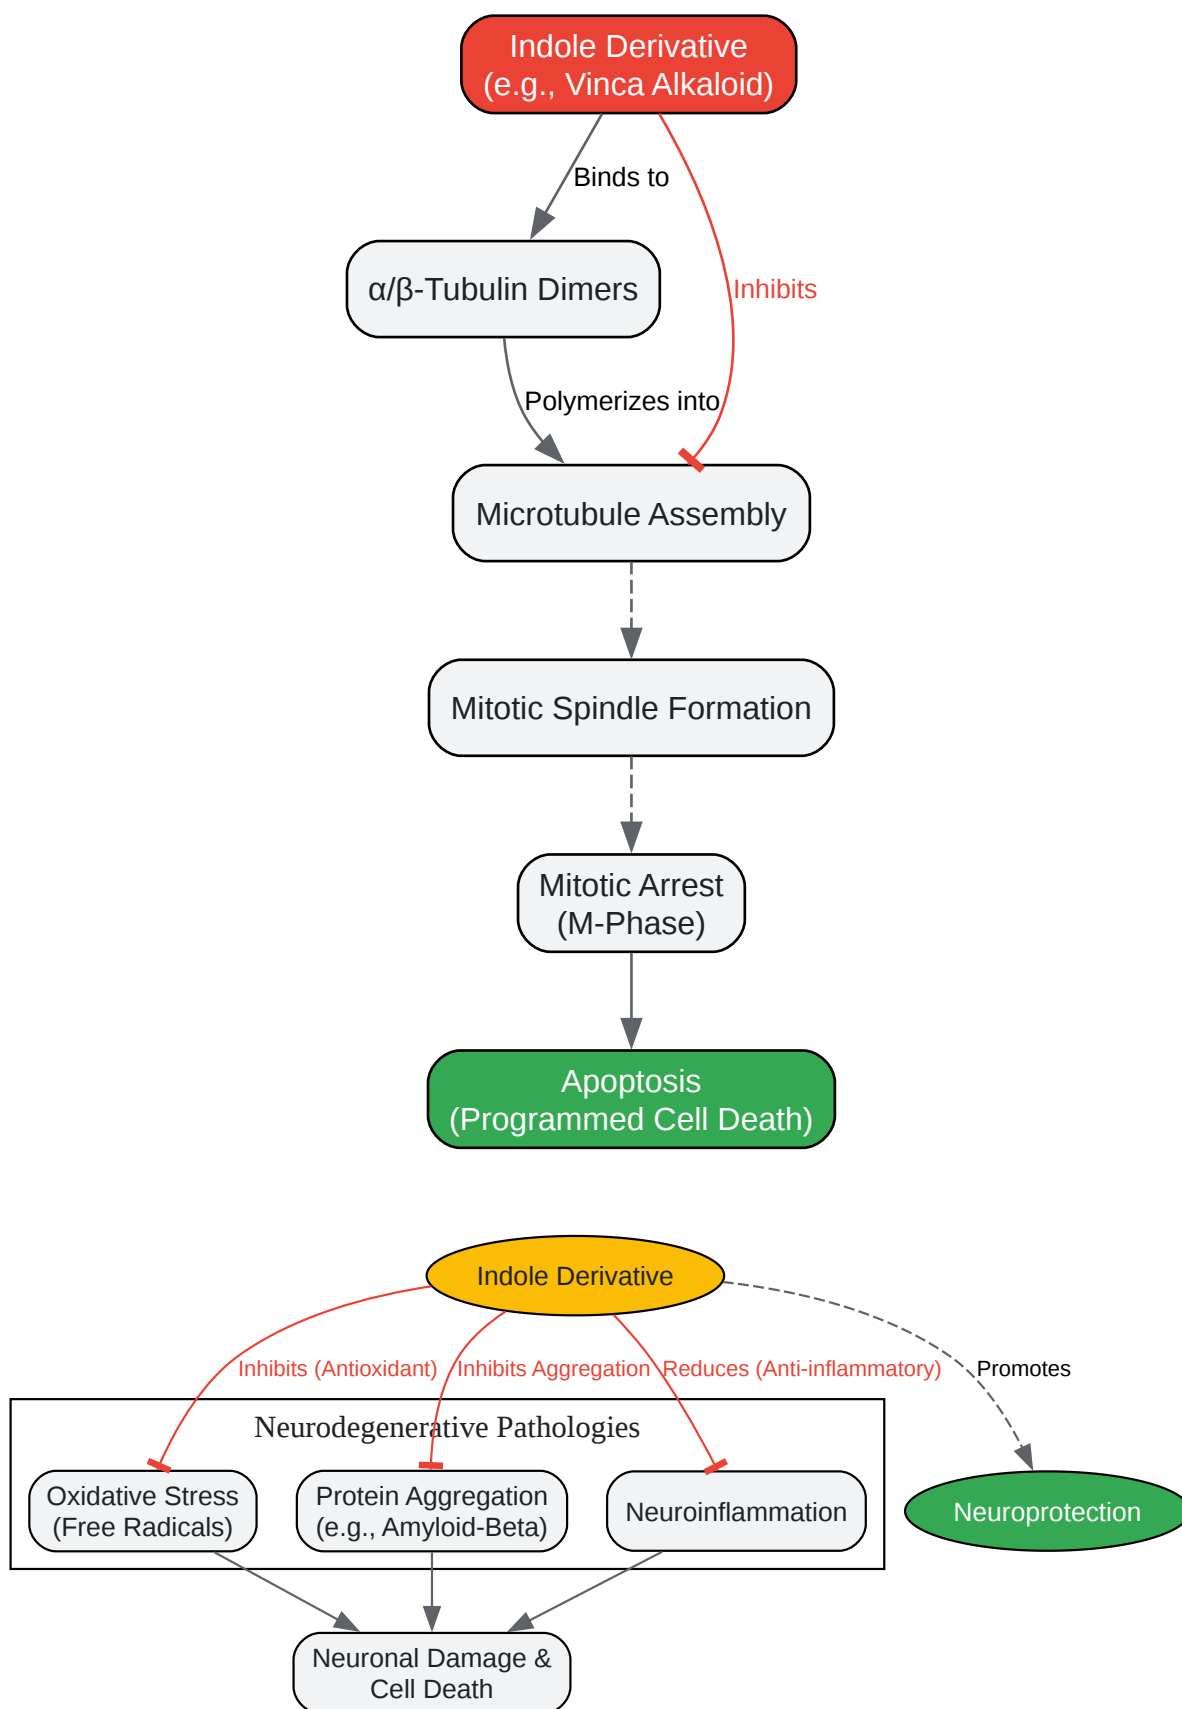 Indole Derivative
(e.g., Vinca Alkaloid)
Binds to
α/β-Tubulin Dimers
Inhibits
Polymerizes into
Microtubule Assembly
Mitotic Spindle Formation
Mitotic Arrest
(M-Phase)
Apoptosis
(Programmed Cell Death)
Indole Derivative
Inhibits (Antioxidant)
Inhibits Aggregation
Reduces (Anti-inflammatory)
Promotes
Neurodegenerative Pathologies
Oxidative Stress
(Free Radicals)
Protein Aggregation
(e.g., Amyloid-Beta)
Neuroinflammation
Neuroprotection
Neuronal Damage &
Cell Death